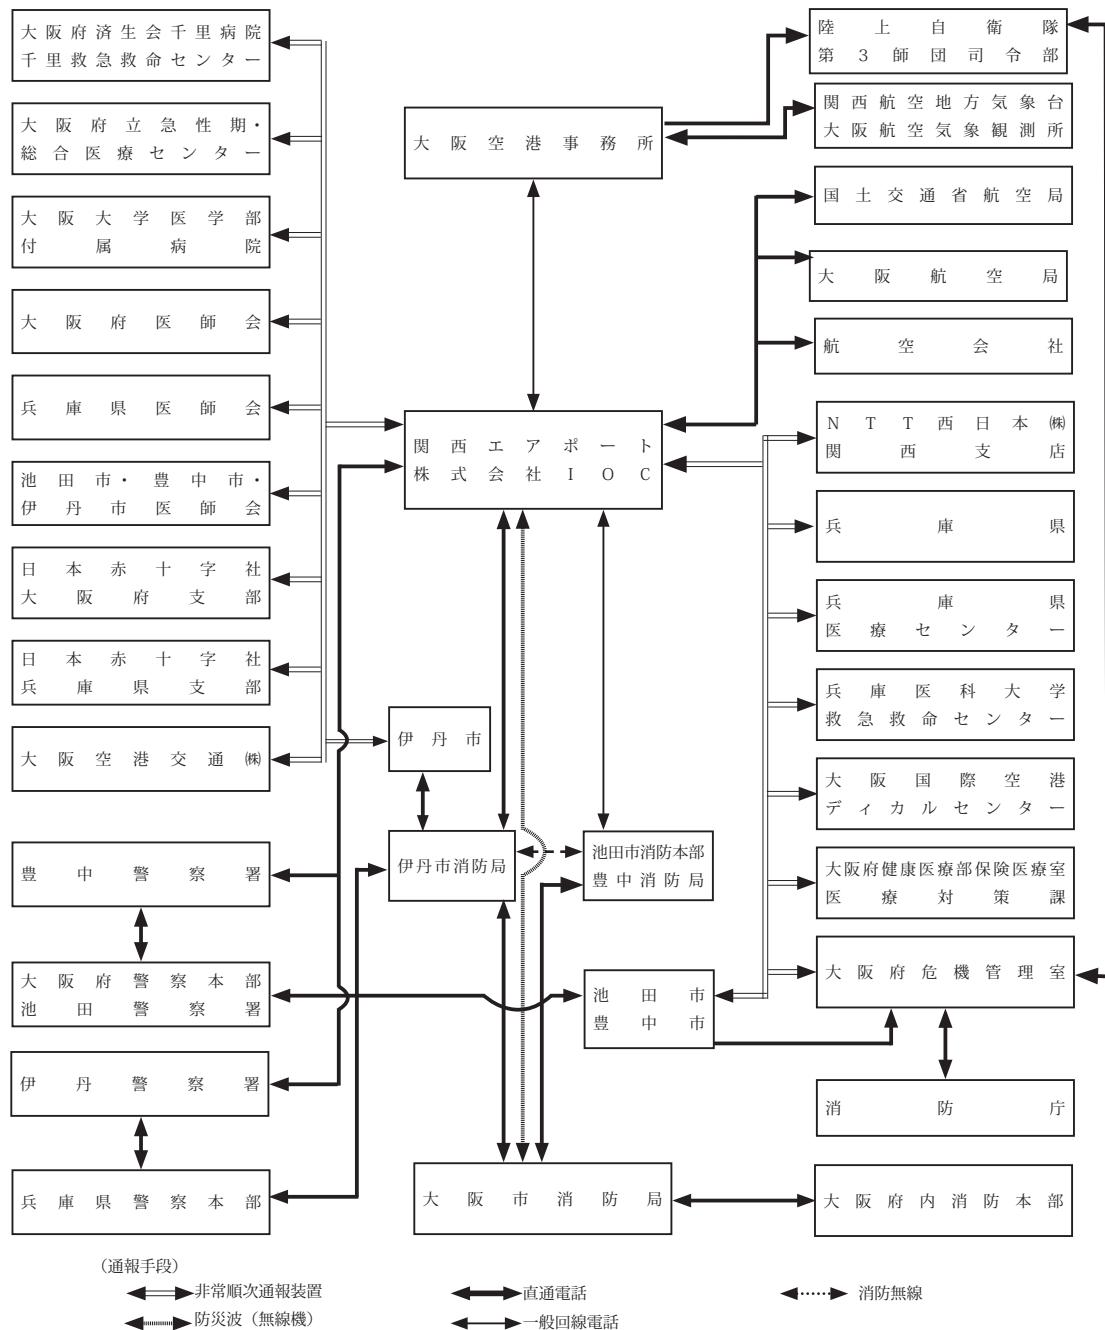 大阪府済生会千里病院
千里救急救命センター
大阪府立急性期・
総合医療センター
大阪大学医学部
付属病院
大阪府医師会
兵庫県医師会
池田市・豊中市・
伊丹市医師会
日本赤十字社
大阪府支部
日本赤十字社
兵庫県支部
大阪空港交通㈱
豊中警察署
大阪府警察本部
池田警察署
伊丹警察署
兵庫県警察本部
大阪空港事務所
関西エアポート
株式会社IOC
伊丹市
伊丹市消防局
池田市消防本部
豊中消防局
池田市
豊中市
大阪市消防局
陸上自衛隊
第3師団司令部
関西航空地方気象台
大阪航空気象観測所
国土交通省航空局
大阪航空局
航空会社
NTT西日本㈱
関西支店
兵庫県
兵庫県
医療センター
兵庫医科大学
救急救命センター
大阪国際空港
ディカルセンター
大阪府健康医療部保険医療室
医療対策課
大阪府危機管理室
消防庁
大阪府内消防本部
（通報手段）
非常順次通報装置
直通電話
消防無線
防災波（無線機）
一般回線電話